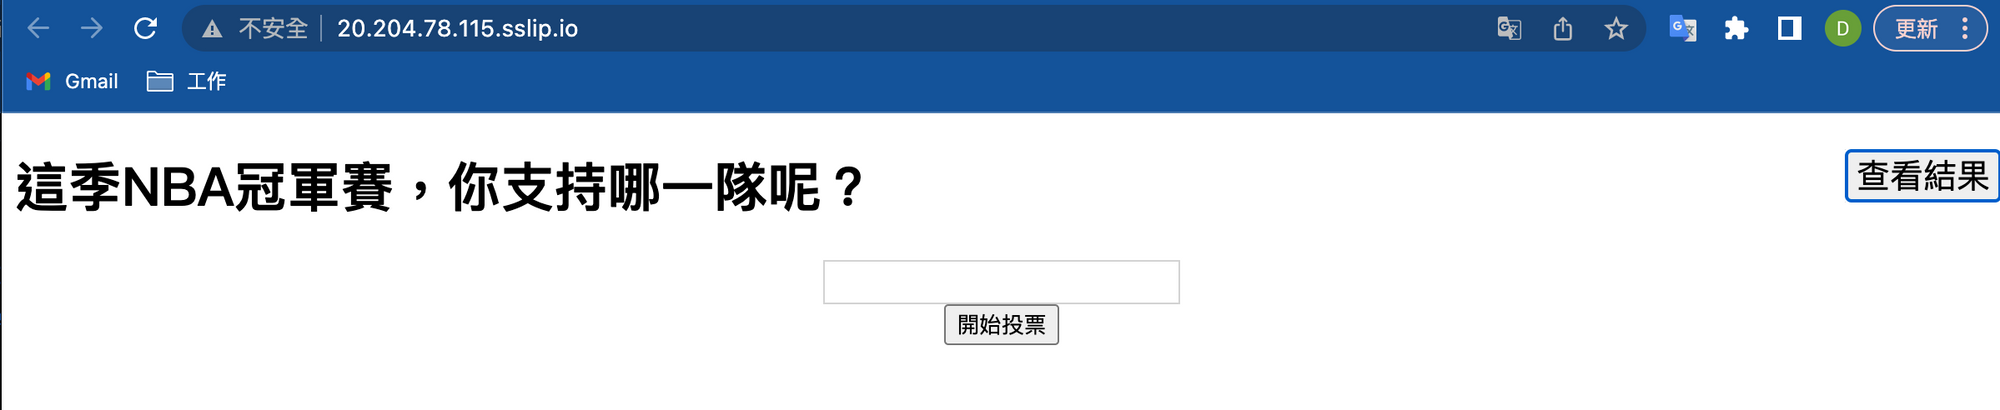 不安全 20.204.78.115.sslip.io D 更新
Gmail 工作
這季NBA冠軍賽，你支持哪一隊呢？ 查看結果
開始投票